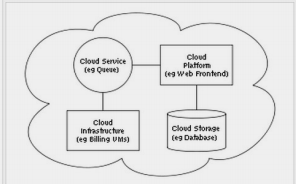 Cloud Service
(eg Queue)
Cloud
Platform
(eg Web Frontend)
Cloud
Infrastructure
(eg Billing VMs)
Cloud Storage
(eg Database)